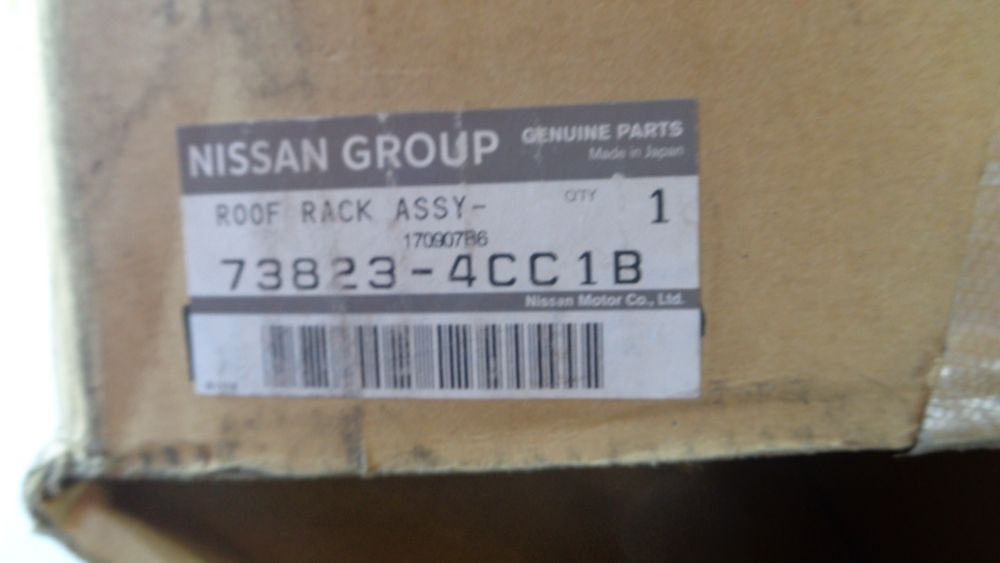 NISSAN GROUP
GENUINE PARTS
Made in Japan
ROOF RACK ASSY-
QTY 1
170907B6
73823-4CC1B
Nissan Motor Co., Ltd.